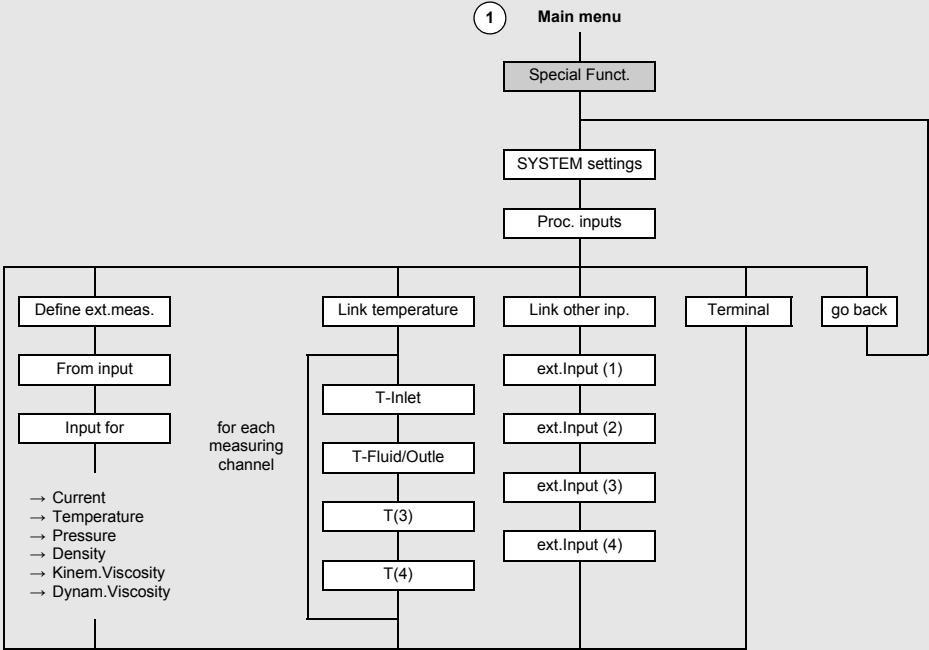 1 Main menu
Special Funct.
SYSTEM settings
Proc. inputs
Define ext.meas.
From input
Input for
→ Current
→ Temperature
→ Pressure
→ Density
→ Kinem.Viscosity
→ Dynam.Viscosity
for each
measuring
channel
Link temperature
T-Inlet
T-Fluid/Outle
T(3)
T(4)
Link other inp.
ext.Input (1)
ext.Input (2)
ext.Input (3)
ext.Input (4)
Terminal
go back